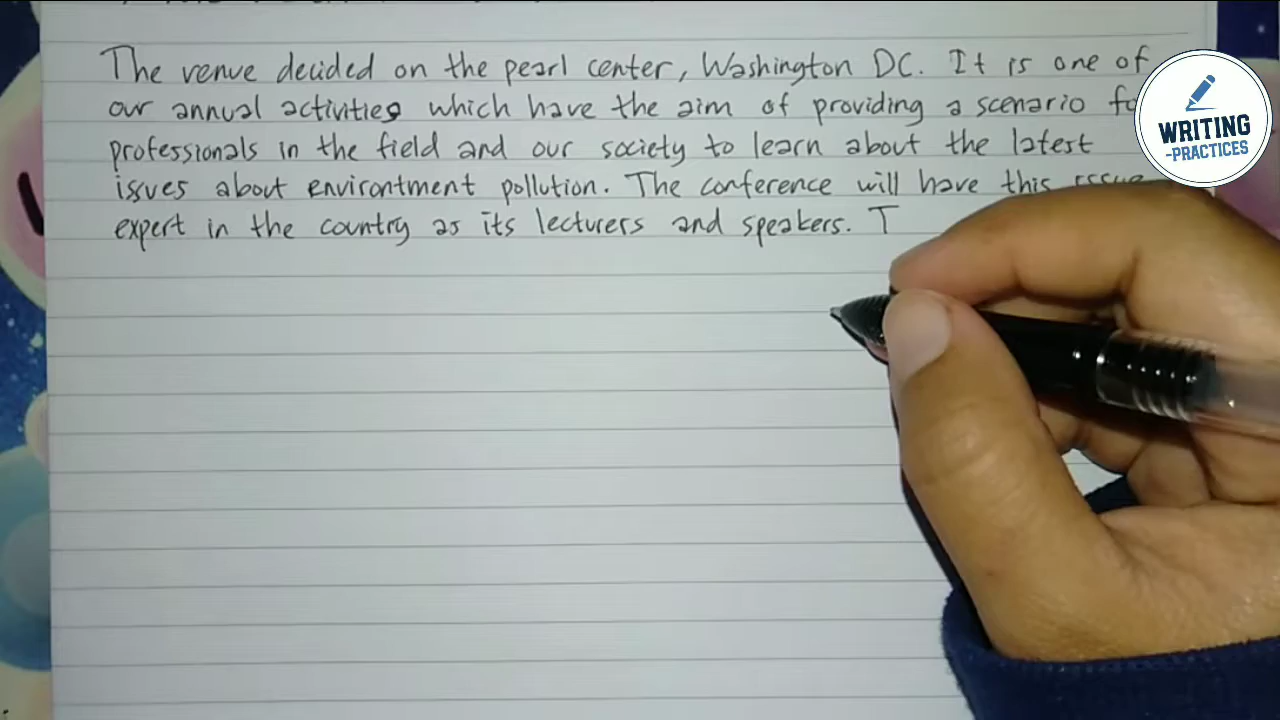 The venue decided on the pearl center, Washington DC. It is one of
our annual activities which have the aim of providing a scenario fo
professionals in the field and our society to learn about the latest
issues about environtment pollution. The conference will have this issue
expert in the country as its lecturers and speakers. T
WRITING
-PRACTICES